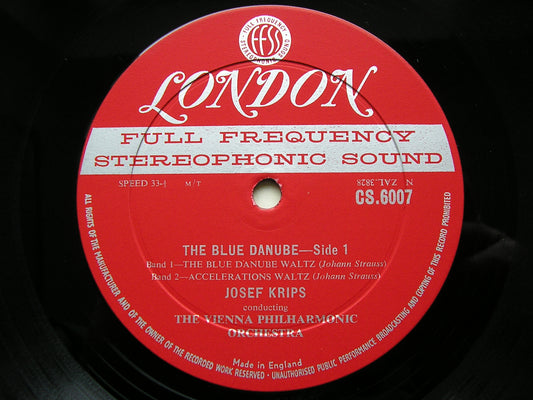 FULL FREQUENCY STEREOPHONIC SOUND
FFSS
LONDON
FULL FREQUENCY
STEREOPHONIC SOUND
SPEED 33-⅓ M/T
N ZAL.3828
CS.6007
THE BLUE DANUBE—Side 1
Band 1—THE BLUE DANUBE WALTZ (Johann Strauss)
Band 2—ACCELERATIONS WALTZ (Johann Strauss)
JOSEF KRIPS
conducting
THE VIENNA PHILHARMONIC
ORCHESTRA
Made in England
ALL RIGHTS OF THE MANUFACTURER AND OF THE OWNER OF THE RECORDED WORK RESERVED · UNAUTHORISED PUBLIC PERFORMANCE BROADCASTING AND COPYING OF THIS RECORD PROHIBITED